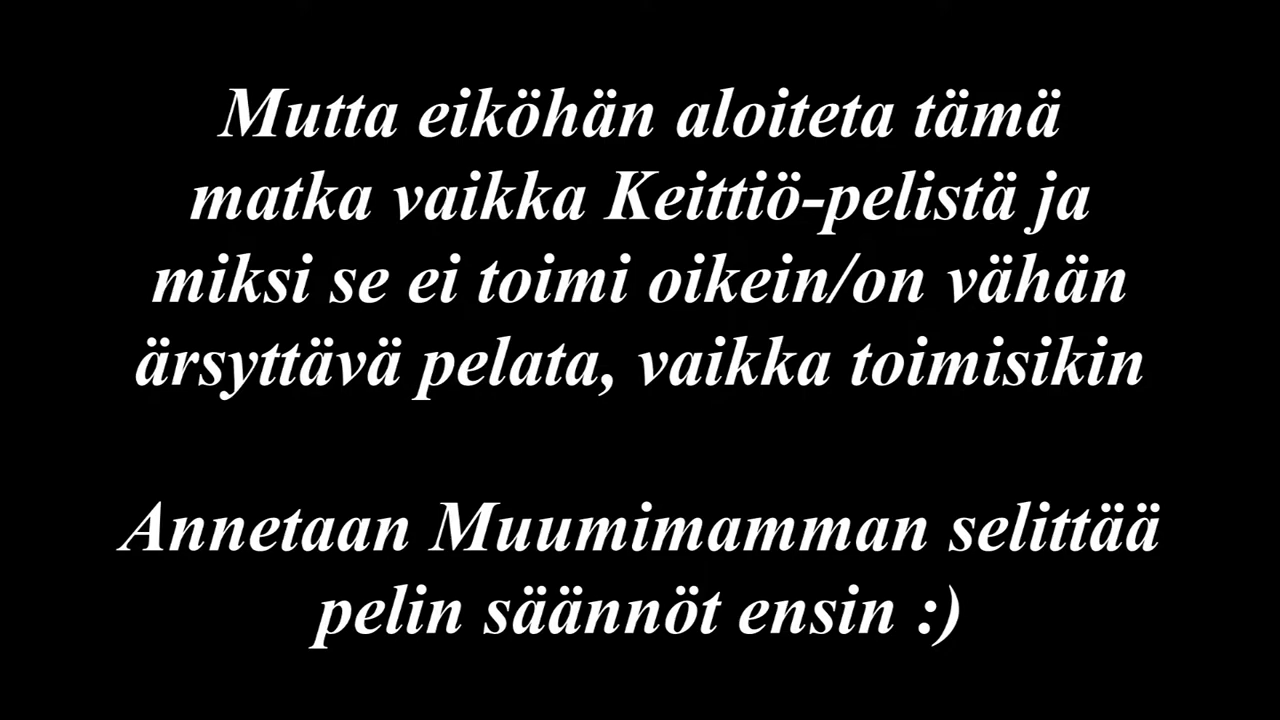 Mutta eiköhän aloiteta tämä
matka vaikka Keittiö-pelistä ja
miksi se ei toimi oikein/on vähän
ärsyttävä pelata, vaikka toimisikin
Annetaan Muumimamman selittää
pelin säännöt ensin :)